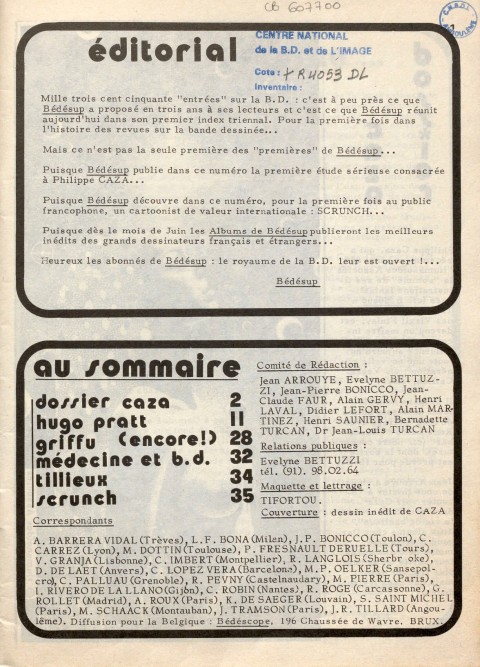 CB 607700
éditorial
CENTRE NATIONAL
de la B.D. et de L'IMAGE
Cote : + R 4053 DL
Inventaire :
Mille trois cent cinquante "entrées" sur la B.D. : c'est à peu près ce que
Bédésup a proposé en trois ans à ses lecteurs et c'est ce que Bédésup réunit
aujourd'hui dans son premier index triennal. Pour la première fois dans
l'histoire des revues sur la bande dessinée...
Mais ce n'est pas la seule première des "premières" de Bédésup...
Puisque Bédésup publie dans ce numéro la première étude sérieuse consacrée
à Philippe CAZA...
Puisque Bédésup découvre dans ce numéro, pour la première fois au public
francophone, un cartoonist de valeur internationale : SCRUNCH...
Puisque dès le mois de Juin les Albums de Bédésup publieront les meilleurs
inédits des grands dessinateurs français et étrangers...
Heureux les abonnés de Bédésup : le royaume de la B.D. leur est ouvert !...
Bédésup
au sommaire
dossier caza 2
hugo pratt 11
griffu (encore!) 28
médecine et b.d. 32
tillieux 34
scrunch 35
Comité de Rédaction :
Jean ARROUYE, Evelyne BETTUZ-
ZI, Jean-Pierre BONICCO, Jean-
Claude FAUR, Alain GERVY, Henri
LAVAL, Didier LEFORT, Alain MAR-
TINEZ, Henri SAUNIER, Bernadette
TURCAN, Dr Jean-Louis TURCAN
Relations publiques :
Evelyne BETTUZZI
tél. (91). 98.02.64
Maquette et lettrage :
TIFORTOU.
Couverture : dessin inédit de CAZA
Correspondants
A. BARRERA VIDAL (Trèves), L.F. BONA (Milan), J.P. BONICCO (Toulon), C.
CARREZ (Lyon), M. DOTTIN (Toulouse), P. FRESNAULT DERUELLE (Tours),
V. GRANJA (Lisbonne), C. IMBERT (Montpellier), R. LANGLOIS (Sherbr oke),
D. DE LAET (Anvers), C. LOPEZ VERA (Barcelona), M.P. OELKER (Sansepol-
cro), C. PALLUAU (Grenoble), R. PEVNY (Castelnaudary), M. PIERRE (Paris),
I. RIVERO DE LA LLANO (Gijòn), C. ROBIN (Nantes), R. ROGE (Carcassonne), G.
ROLLET (Madrid), A. ROUX (Paris), K. DE SAEGER (Louvain), S. SAINT MICHEL
(Paris), M. SCHAACK (Montauban), J. TRAMSON (Paris), J.R. TILLARD (Angou-
lême). Diffusion pour la Belgique : Bédéscope, 196 Chaussée de Wavre. BRUX.